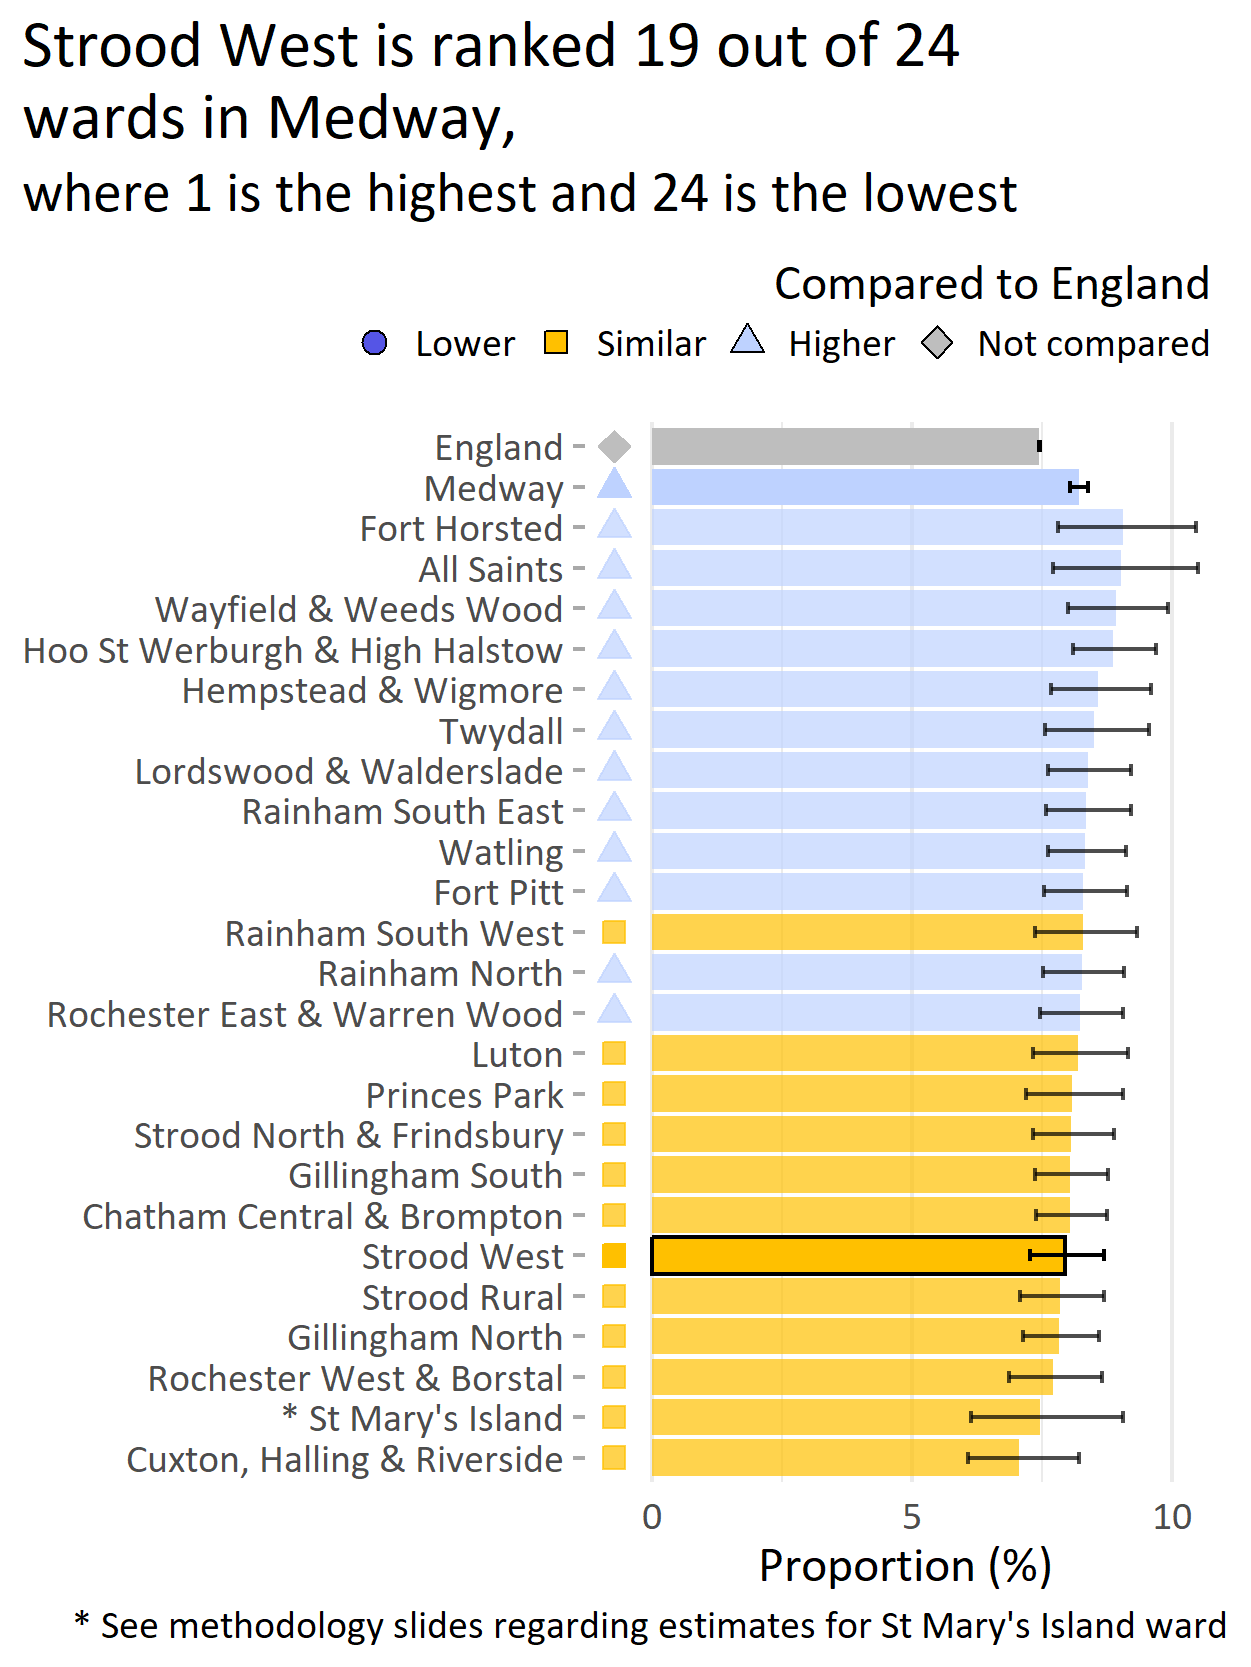 Strood West is ranked 19 out of 24
wards in Medway,
where 1 is the highest and 24 is the lowest
Compared to England
Lower Similar Higher Not compared
England
Medway
Fort Horsted
All Saints
Wayfield & Weeds Wood
Hoo St Werburgh & High Halstow
Hempstead & Wigmore
Twydall
Lordswood & Walderslade
Rainham South East
Watling
Fort Pitt
Rainham South West
Rainham North
Rochester East & Warren Wood
Luton
Princes Park
Strood North & Frindsbury
Gillingham South
Chatham Central & Brompton
Strood West
Strood Rural
Gillingham North
Rochester West & Borstal
* St Mary's Island
Cuxton, Halling & Riverside
0 5 10
Proportion (%)
* See methodology slides regarding estimates for St Mary's Island ward